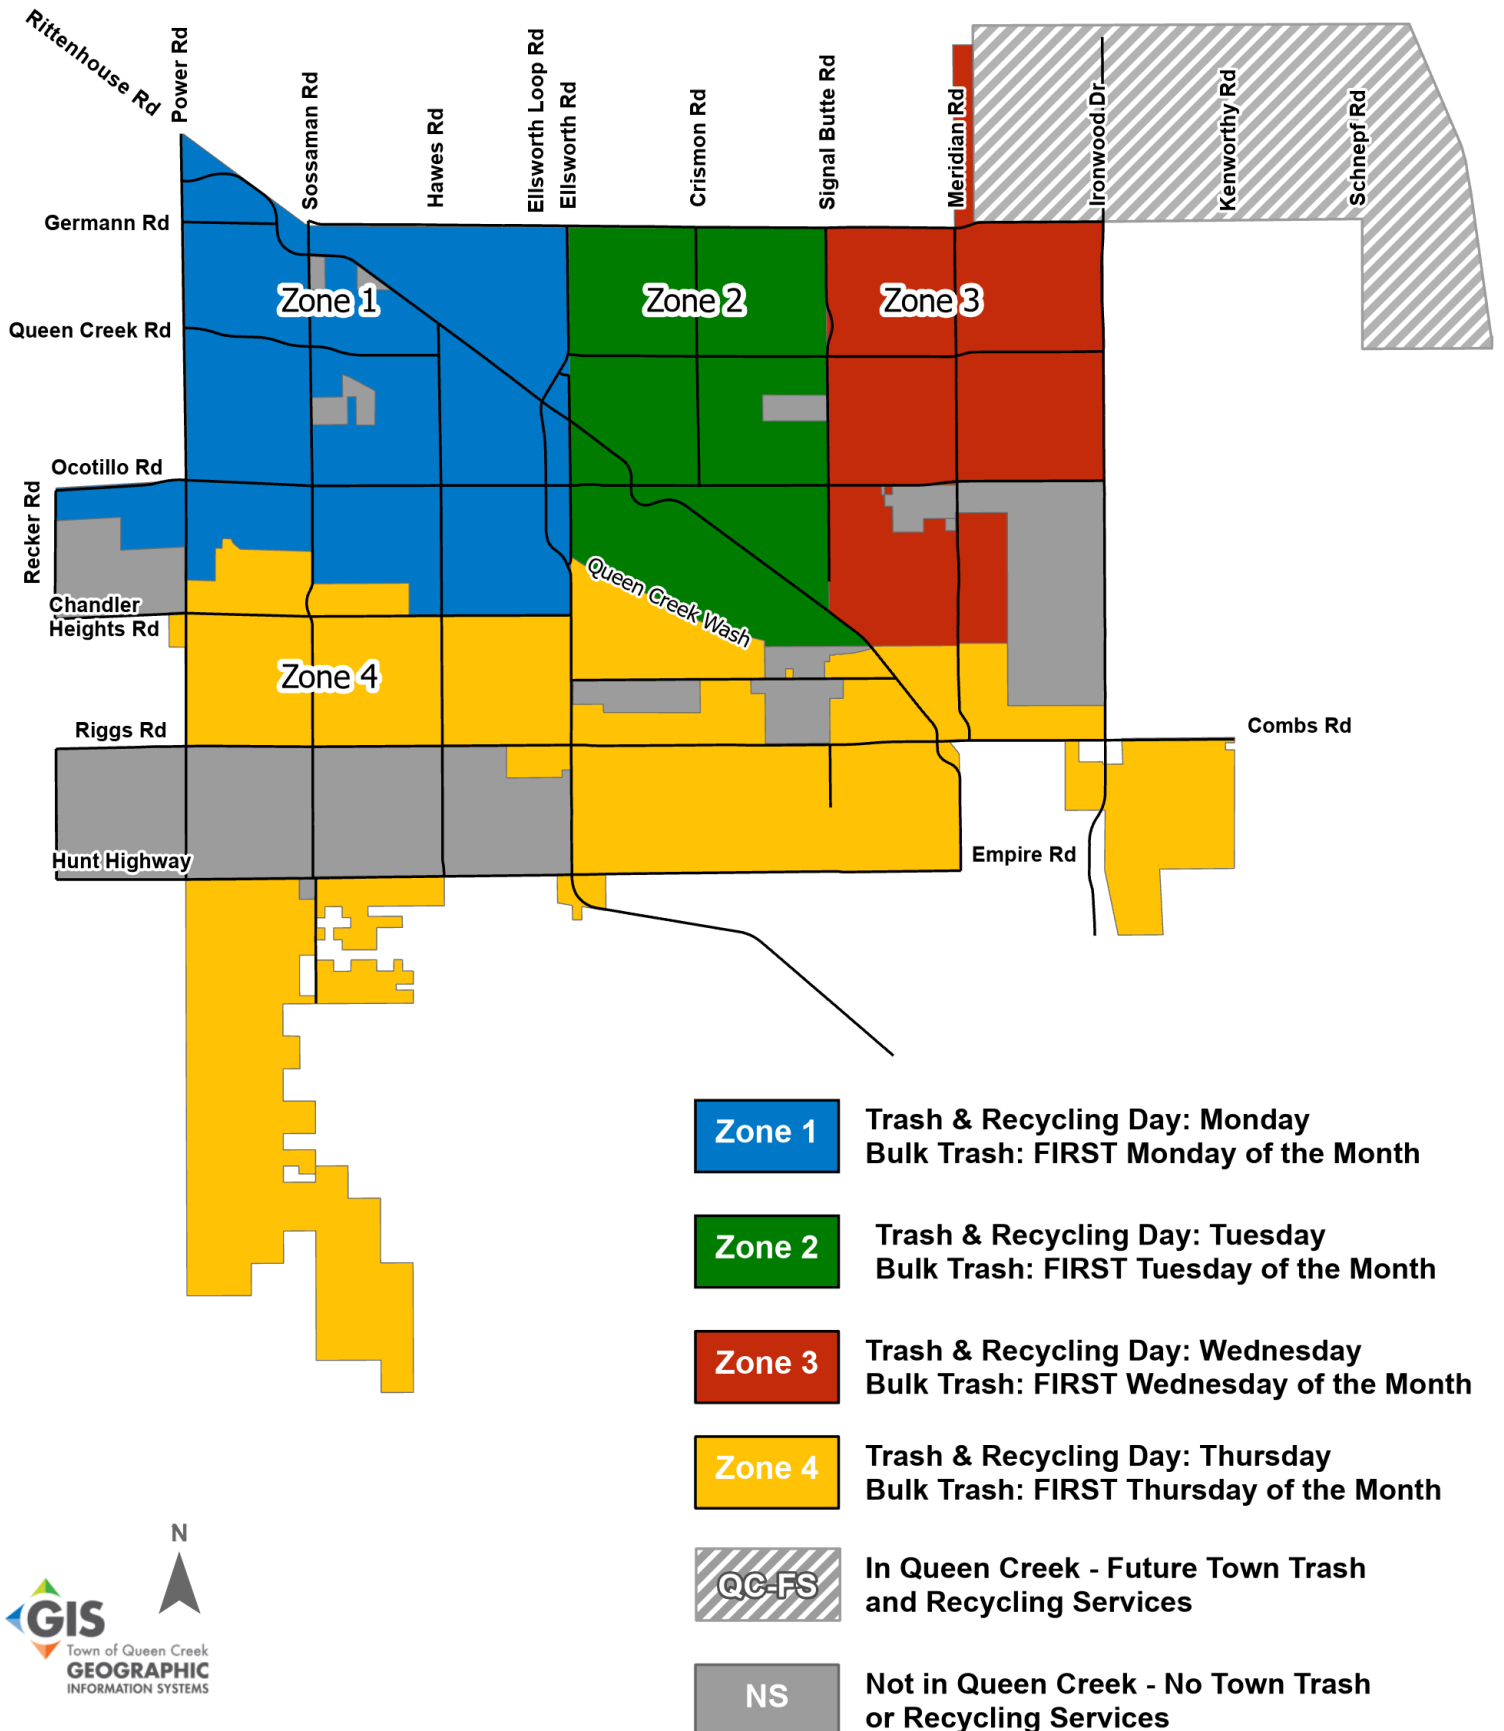 Rittenhouse Rd
Power Rd
Sossaman Rd
Hawes Rd
Ellsworth Loop Rd
Ellsworth Rd
Crismon Rd
Signal Butte Rd
Meridian Rd
Ironwood Dr
Kenworthy Rd
Schnepf Rd
Germann Rd
Zone 1
Zone 2
Zone 3
Queen Creek Rd
Ocotillo Rd
Recker Rd
Queen Creek Wash
Chandler
Heights Rd
Zone 4
Riggs Rd
Combs Rd
Hunt Highway
Empire Rd
Zone 1
Trash & Recycling Day: Monday
Bulk Trash: FIRST Monday of the Month
Zone 2
Trash & Recycling Day: Tuesday
Bulk Trash: FIRST Tuesday of the Month
Zone 3
Trash & Recycling Day: Wednesday
Bulk Trash: FIRST Wednesday of the Month
Zone 4
Trash & Recycling Day: Thursday
Bulk Trash: FIRST Thursday of the Month
QC-FS
In Queen Creek - Future Town Trash
and Recycling Services
NS
Not in Queen Creek - No Town Trash
or Recycling Services
N
GIS
Town of Queen Creek
GEOGRAPHIC
INFORMATION SYSTEMS